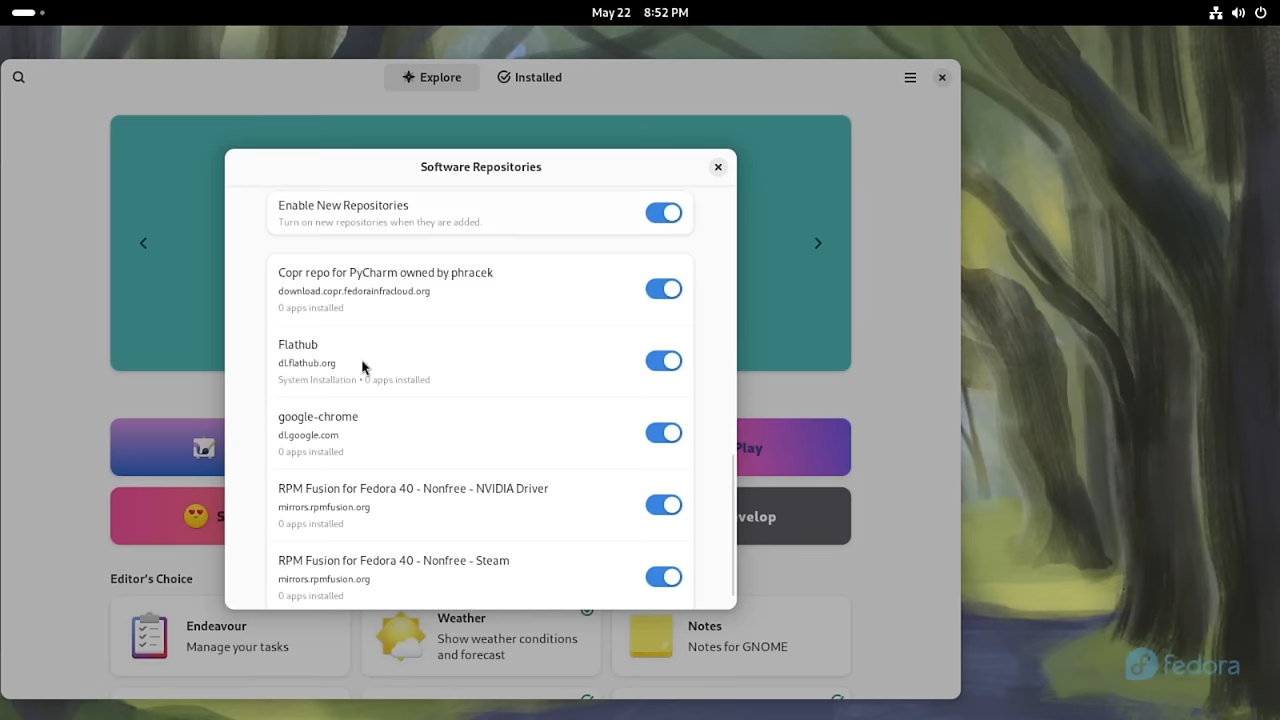 May 22 8:52 PM
Explore
Installed
Software Repositories
Enable New Repositories
Turn on new repositories when they are added.
Copr repo for PyCharm owned by phracek
download.copr.fedorainfracloud.org
0 apps installed
Flathub
dl.flathub.org
System Installation • 0 apps installed
google-chrome
dl.google.com
0 apps installed
Play
RPM Fusion for Fedora 40 - Nonfree - NVIDIA Driver
mirrors.rpmfusion.org
0 apps installed
RPM Fusion for Fedora 40 - Nonfree - Steam
mirrors.rpmfusion.org
0 apps installed
Editor's Choice
Endeavour
Manage your tasks
Weather
Show weather conditions
and forecast
Notes
Notes for GNOME
fedora